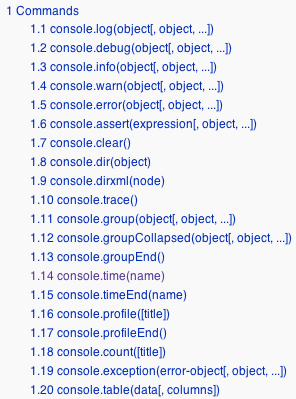 1 Commands
1.1 console.log(object[, object, ...])
1.2 console.debug(object[, object, ...])
1.3 console.info(object[, object, ...])
1.4 console.warn(object[, object, ...])
1.5 console.error(object[, object, ...])
1.6 console.assert(expression[, object, ...])
1.7 console.clear()
1.8 console.dir(object)
1.9 console.dirxml(node)
1.10 console.trace()
1.11 console.group(object[, object, ...])
1.12 console.groupCollapsed(object[, object, ...])
1.13 console.groupEnd()
1.14 console.time(name)
1.15 console.timeEnd(name)
1.16 console.profile([title])
1.17 console.profileEnd()
1.18 console.count([title])
1.19 console.exception(error-object[, object, ...])
1.20 console.table(data[, columns])